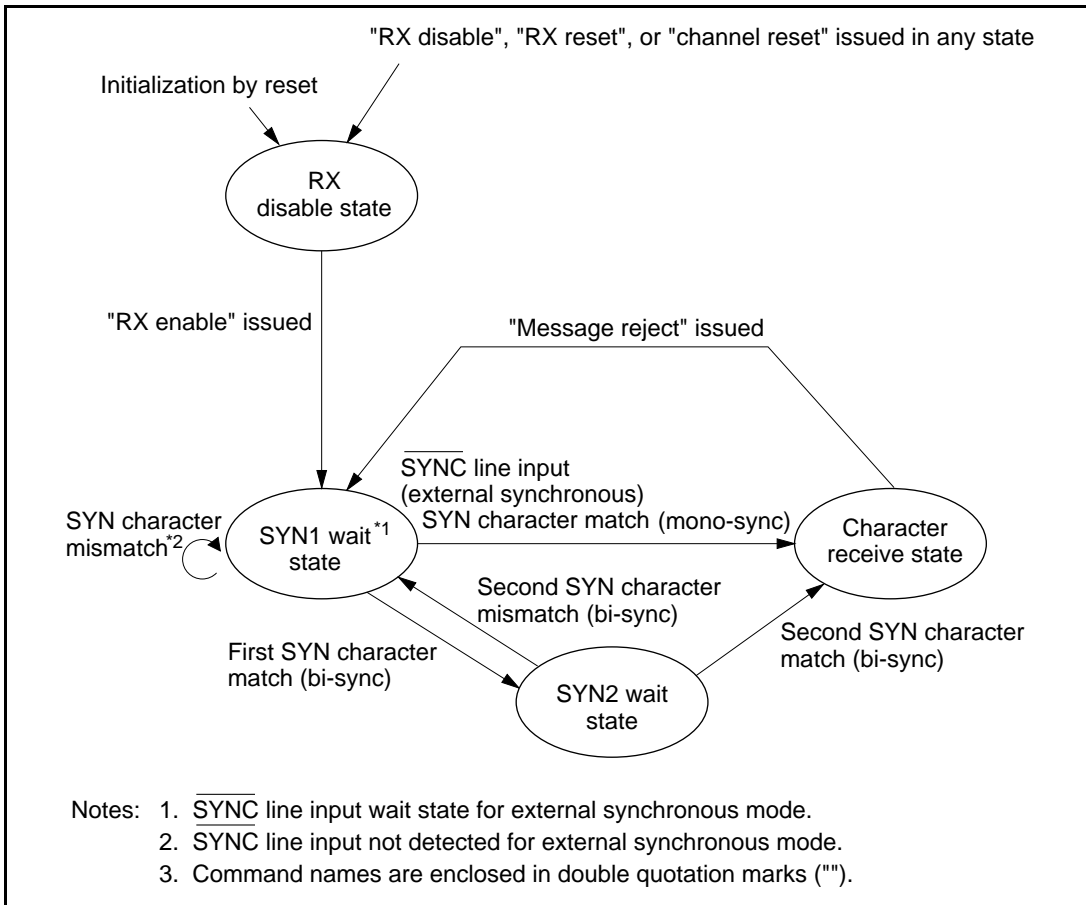 "RX disable", "RX reset", or "channel reset" issued in any state
Initialization by reset
RX
disable state
"RX enable" issued
"Message reject" issued
SYNC line input
(external synchronous)
SYN character match (mono-sync)
SYN character
mismatch*2
SYN1 wait*1
state
Character
receive state
Second SYN character
mismatch (bi-sync)
First SYN character
match (bi-sync)
Second SYN character
match (bi-sync)
SYN2 wait
state
Notes: 1. SYNC line input wait state for external synchronous mode.
2. SYNC line input not detected for external synchronous mode.
3. Command names are enclosed in double quotation marks ("").